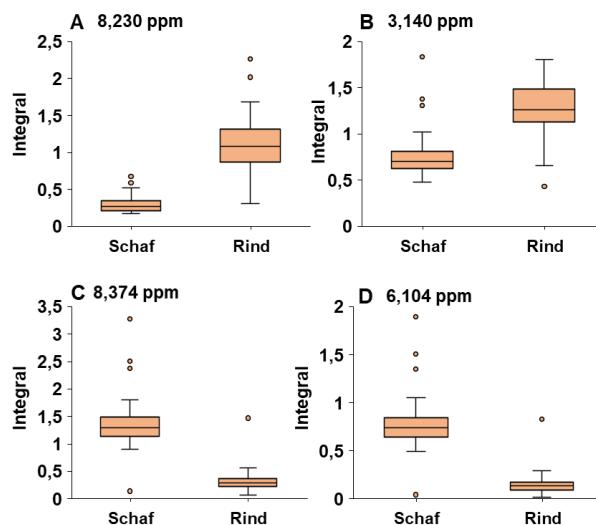 A 8,230 ppm
2,5
2
1,5
1
0,5
0
Integral
Schaf Rind
B 3,140 ppm
2
1,5
1
0,5
0
Integral
Schaf Rind
C 8,374 ppm
3,5
3
2,5
2
1,5
1
0,5
0
Integral
Schaf Rind
D 6,104 ppm
2
1,5
1
0,5
0
Integral
Schaf Rind